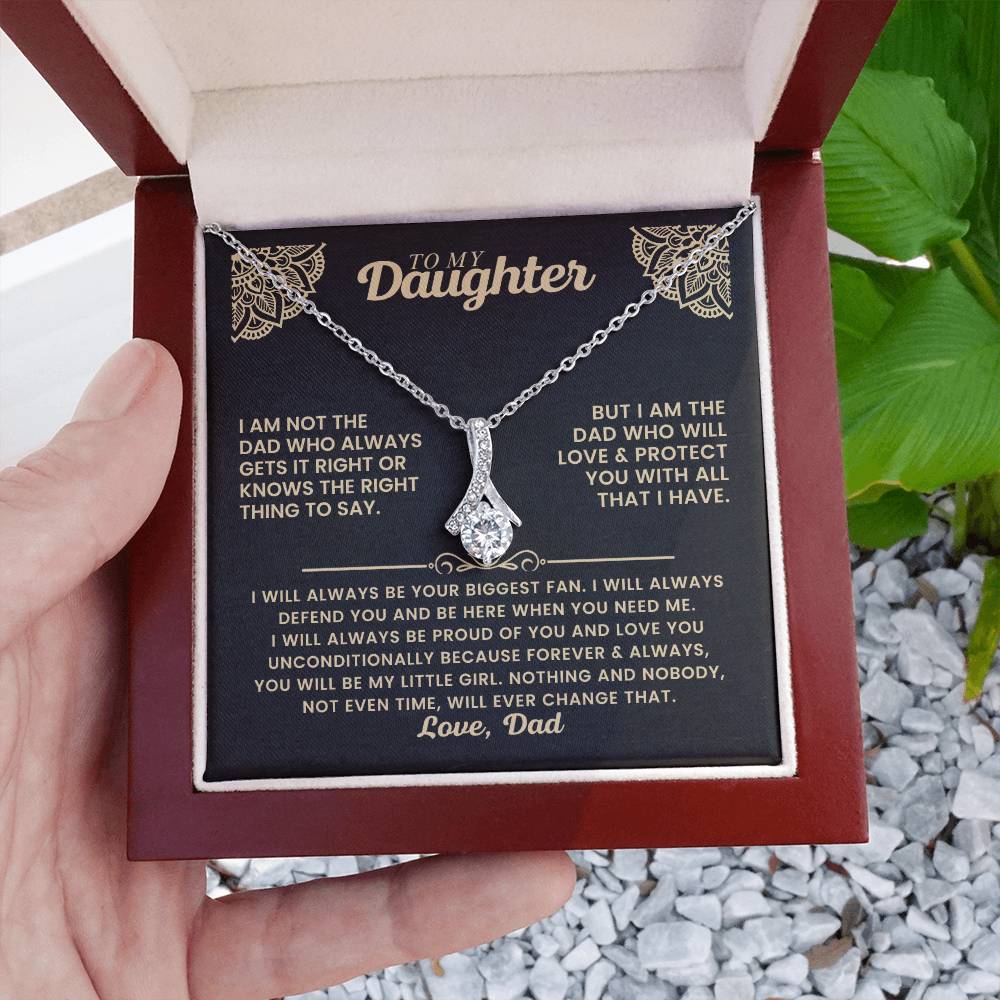 TO MY
Daughter
I AM NOT THE
DAD WHO ALWAYS
GETS IT RIGHT OR
KNOWS THE RIGHT
THING TO SAY.
BUT I AM THE
DAD WHO WILL
LOVE & PROTECT
YOU WITH ALL
THAT I HAVE.
I WILL ALWAYS BE YOUR BIGGEST FAN. I WILL ALWAYS
DEFEND YOU AND BE HERE WHEN YOU NEED ME.
I WILL ALWAYS BE PROUD OF YOU AND LOVE YOU
UNCONDITIONALLY BECAUSE FOREVER & ALWAYS,
YOU WILL BE MY LITTLE GIRL. NOTHING AND NOBODY,
NOT EVEN TIME, WILL EVER CHANGE THAT.
Love, Dad